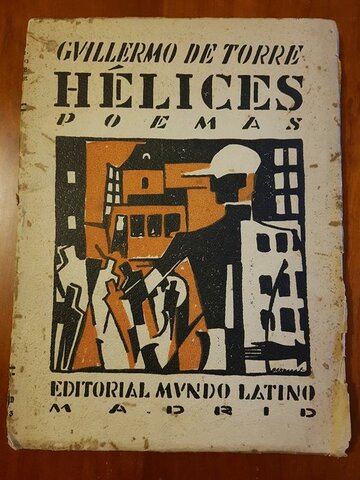 GVILLERMO DE TORRE
HÉLICES
POEMAS
EDITORIAL MVNDO LATINO
MADRID